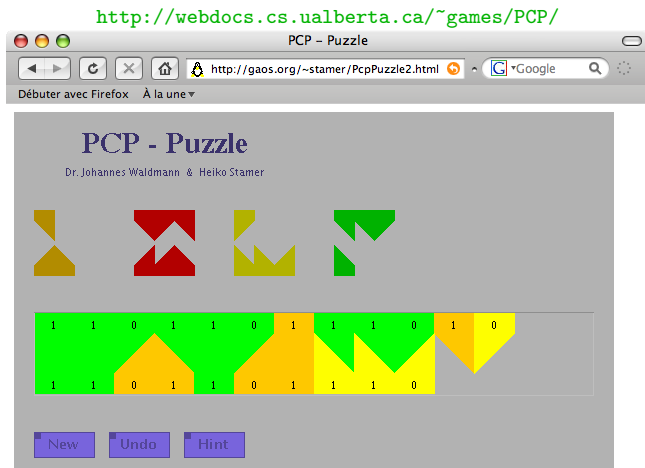 http://webdocs.cs.ualberta.ca/~games/PCP/
PCP - Puzzle
http://gaos.org/~stamer/PcpPuzzle2.html
Google
Débuter avec Firefox À la une
PCP - Puzzle
Dr. Johannes Waldmann & Heiko Stamer
1 1 0 1 1 0 1 1 1 0 1 0
1 1 0 1 1 0 1 1 1 0
New Undo Hint